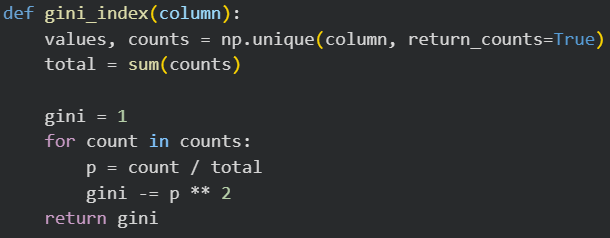 def gini_index(column):
    values, counts = np.unique(column, return_counts=True)
    total = sum(counts)

    gini = 1
    for count in counts:
        p = count / total
        gini -= p ** 2
    return gini